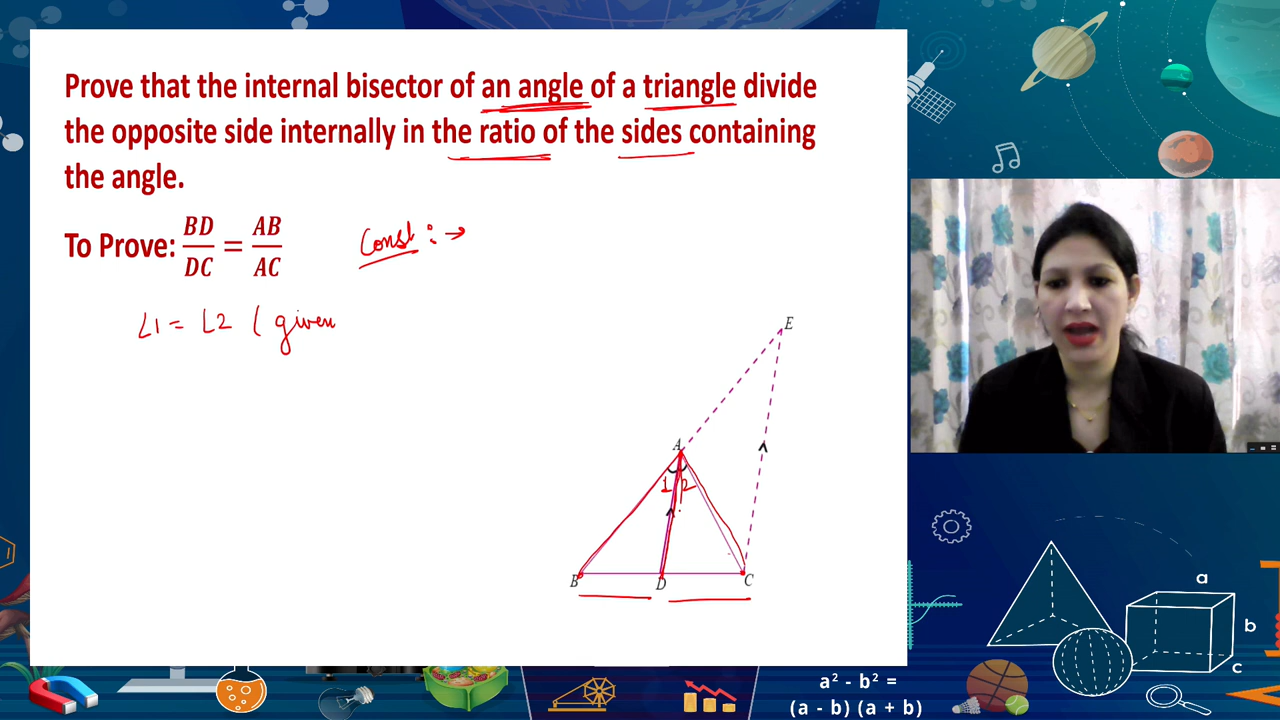 Prove that the internal bisector of an angle of a triangle divide
the opposite side internally in the ratio of the sides containing
the angle.
To Prove: BD/DC = AB/AC
Const : →
∠1 = ∠2 ( given
E
A
1 2
B D C
a
b
c
a² - b² =
(a - b) (a + b)